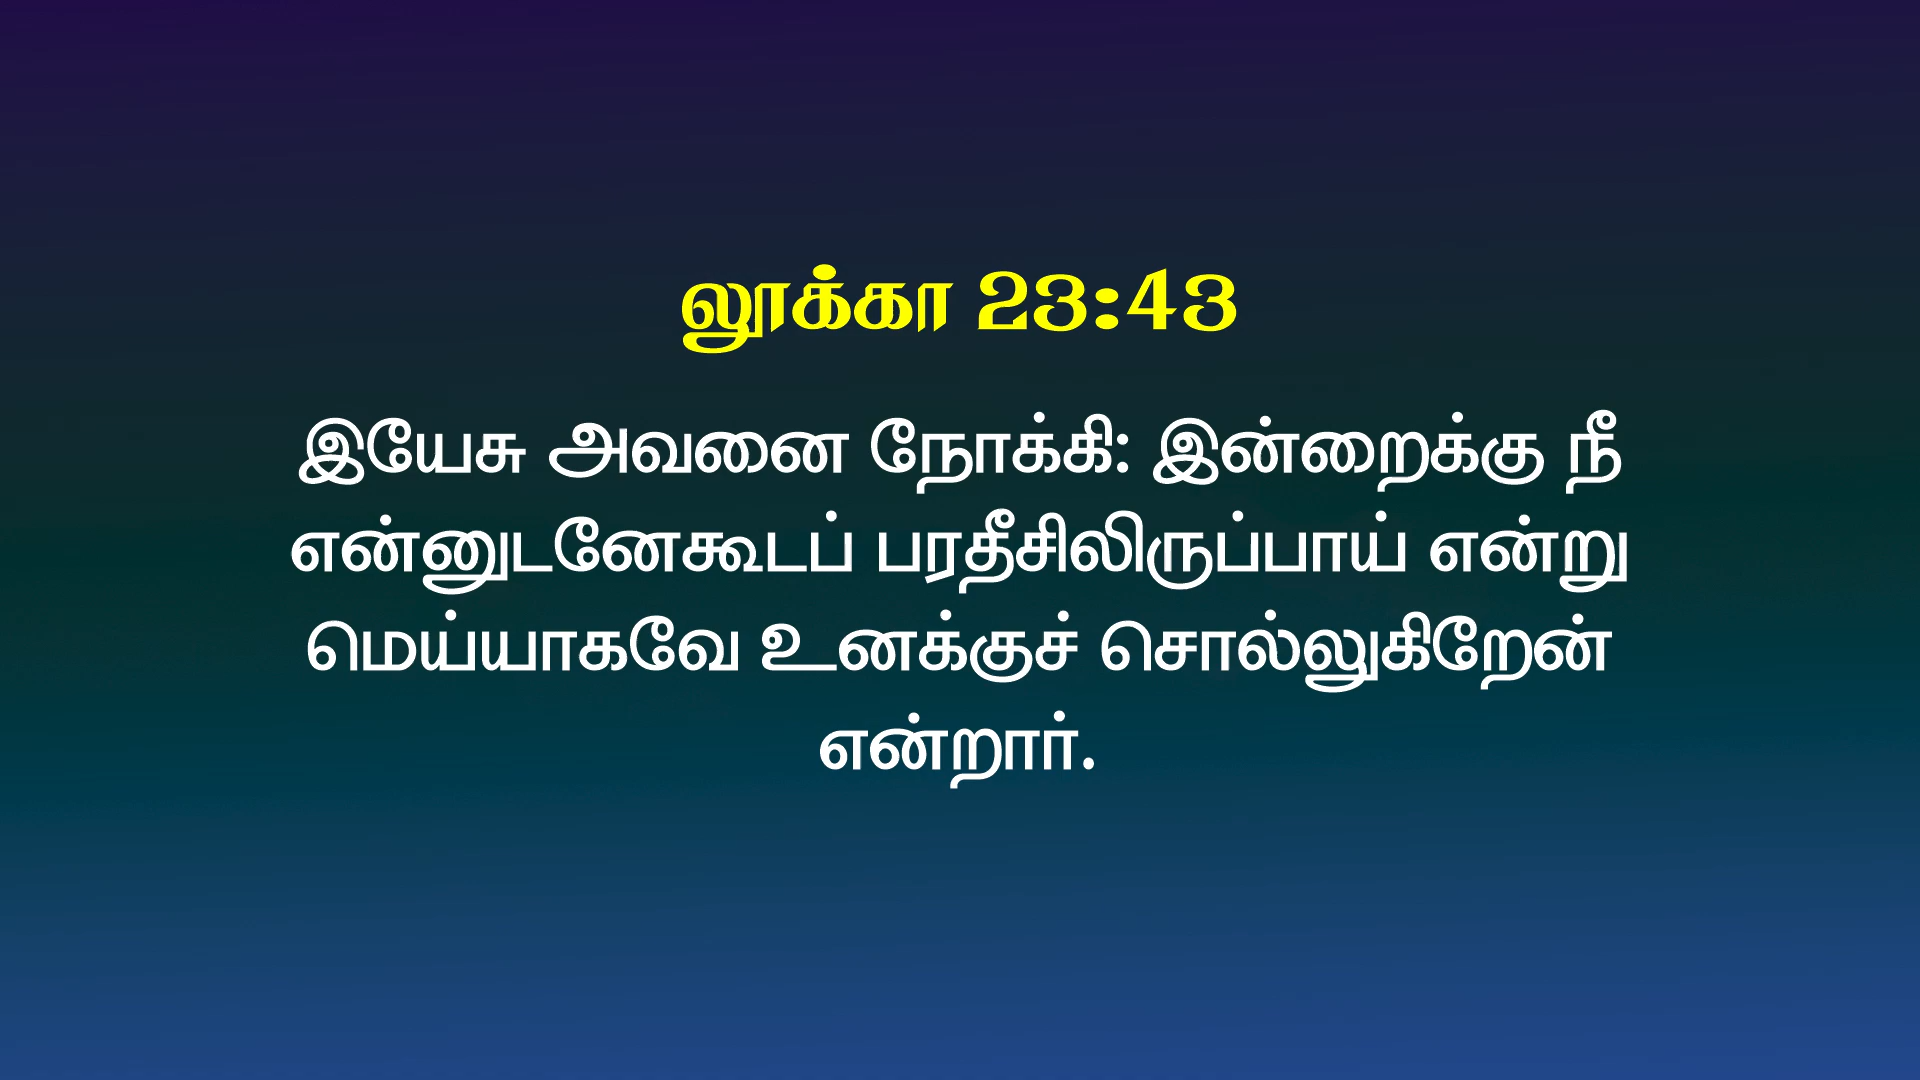 லூக்கா 23:43
இயேசு அவனை நோக்கி: இன்றைக்கு நீ
என்னுடனேகூடப் பரதீசிலிருப்பாய் என்று
மெய்யாகவே உனக்குச் சொல்லுகிறேன்
என்றார்.